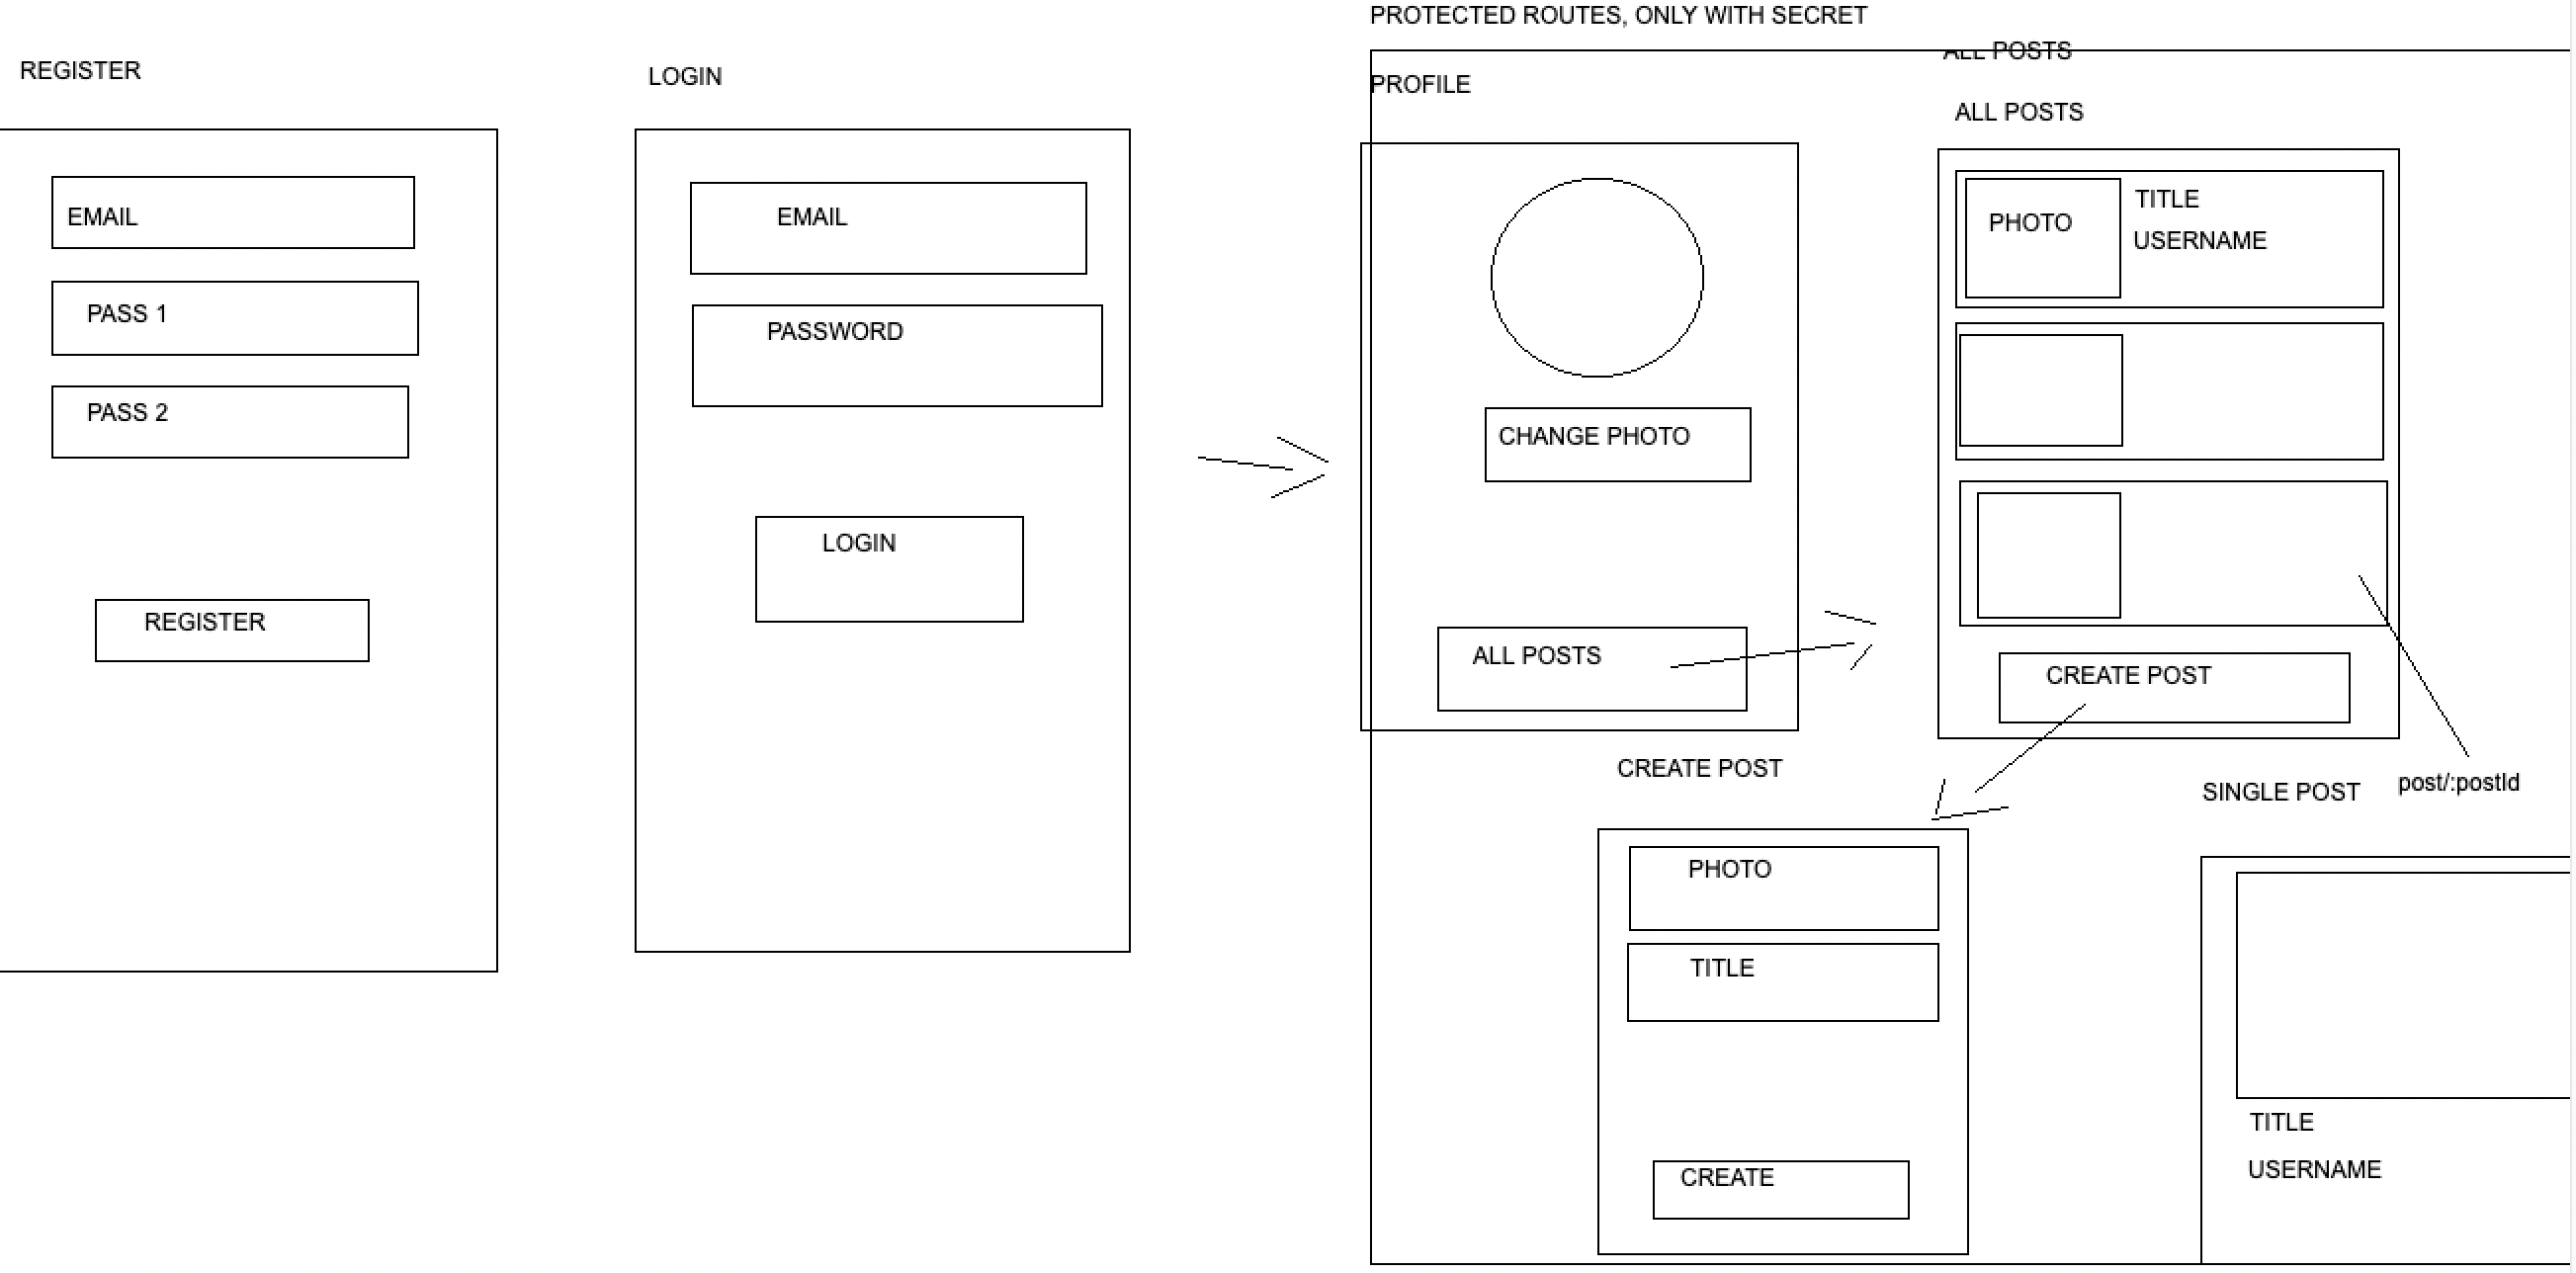 REGISTER
EMAIL
PASS 1
PASS 2
REGISTER
LOGIN
EMAIL
PASSWORD
LOGIN
PROTECTED ROUTES, ONLY WITH SECRET
PROFILE
CHANGE PHOTO
ALL POSTS
ALL POSTS
ALL POSTS
PHOTO
TITLE
USERNAME
CREATE POST
post/:postId
CREATE POST
PHOTO
TITLE
CREATE
SINGLE POST
TITLE
USERNAME